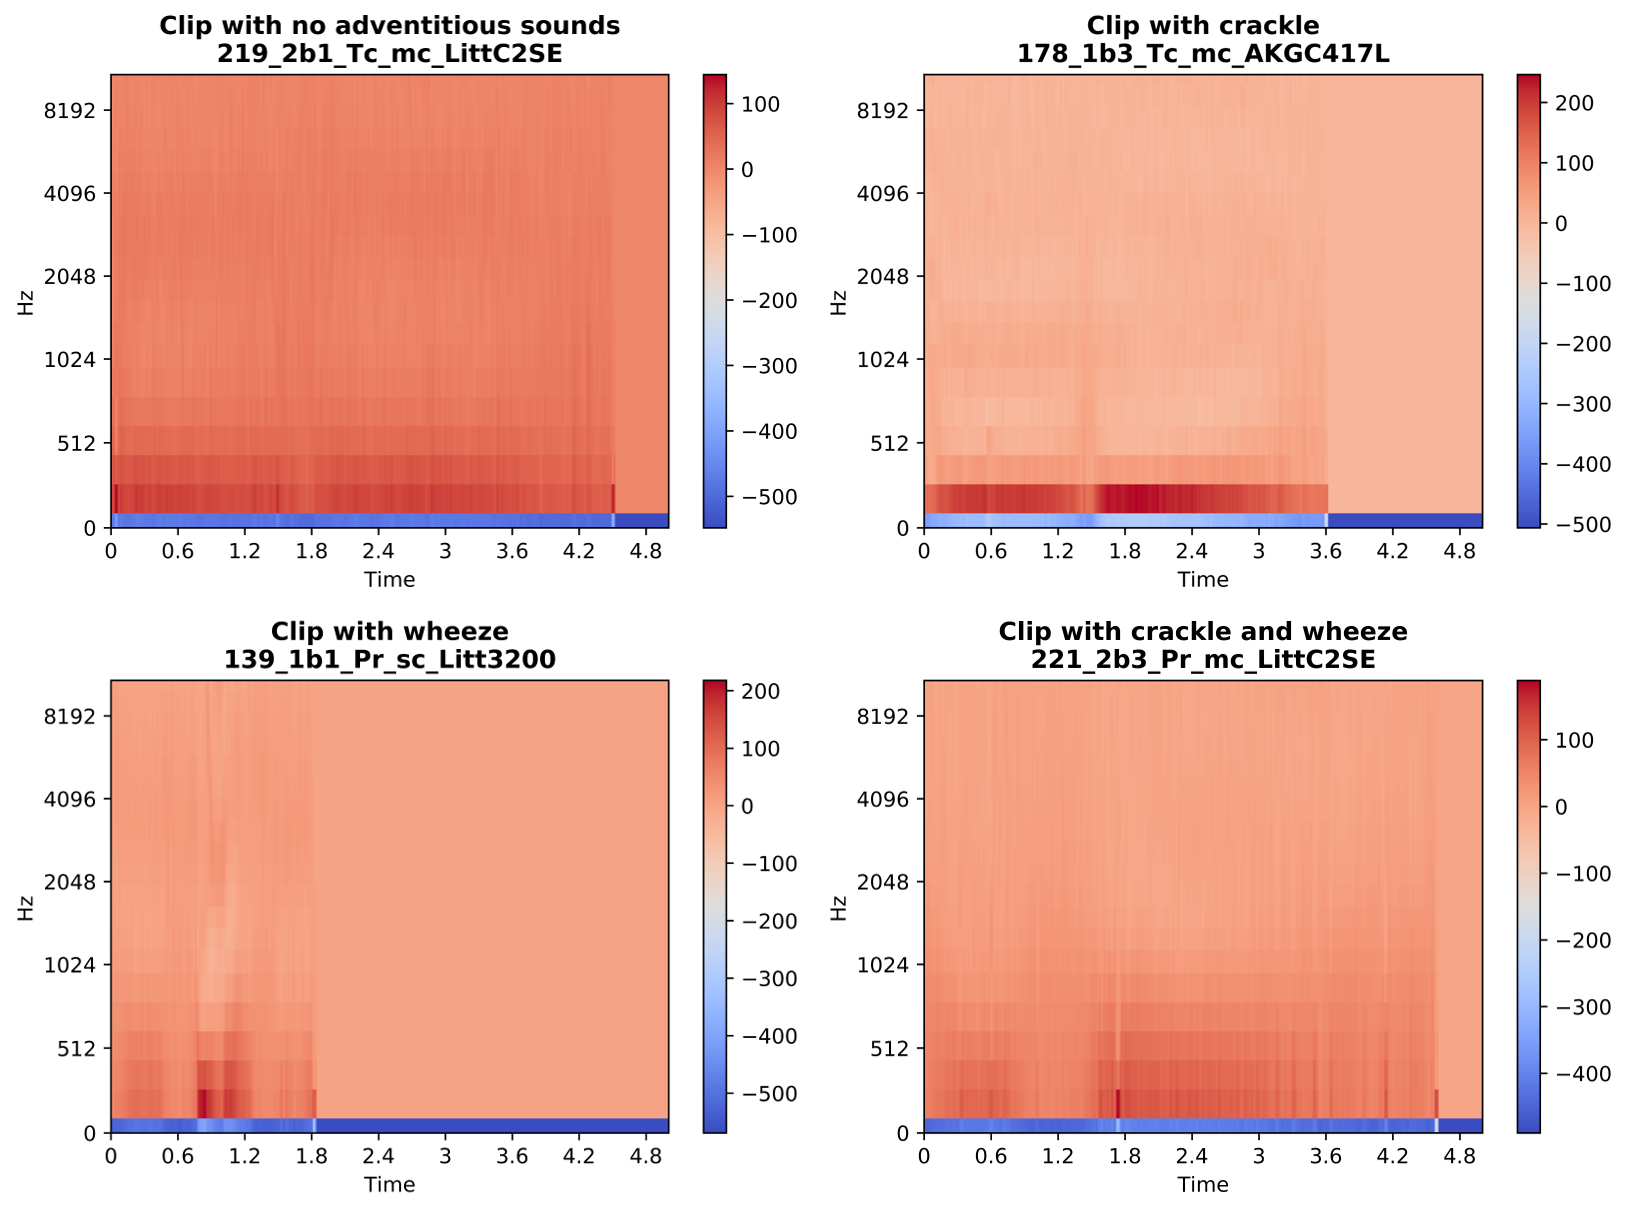 Clip with no adventitious sounds
219_2b1_Tc_mc_LittC2SE
8192
4096
2048
1024
512
0
Hz
0 0.6 1.2 1.8 2.4 3 3.6 4.2 4.8
Time
100
0
−100
−200
−300
−400
−500
Clip with crackle
178_1b3_Tc_mc_AKGC417L
8192
4096
2048
1024
512
0
Hz
0 0.6 1.2 1.8 2.4 3 3.6 4.2 4.8
Time
200
100
0
−100
−200
−300
−400
−500
Clip with wheeze
139_1b1_Pr_sc_Litt3200
8192
4096
2048
1024
512
0
Hz
0 0.6 1.2 1.8 2.4 3 3.6 4.2 4.8
Time
200
100
0
−100
−200
−300
−400
−500
Clip with crackle and wheeze
221_2b3_Pr_mc_LittC2SE
8192
4096
2048
1024
512
0
Hz
0 0.6 1.2 1.8 2.4 3 3.6 4.2 4.8
Time
100
0
−100
−200
−300
−400